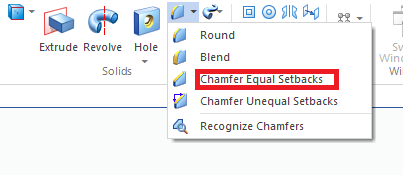 Extrude Revolve Hole
Solids
Round
Blend
Chamfer Equal Setbacks
Chamfer Unequal Setbacks
Recognize Chamfers